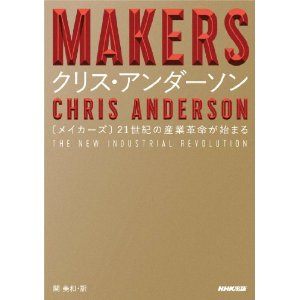 MAKERS
クリス・アンダーソン
CHRIS ANDERSON
[メイカーズ] 21世紀の産業革命が始まる
THE NEW INDUSTRIAL REVOLUTION
関 美和・訳
NHK出版